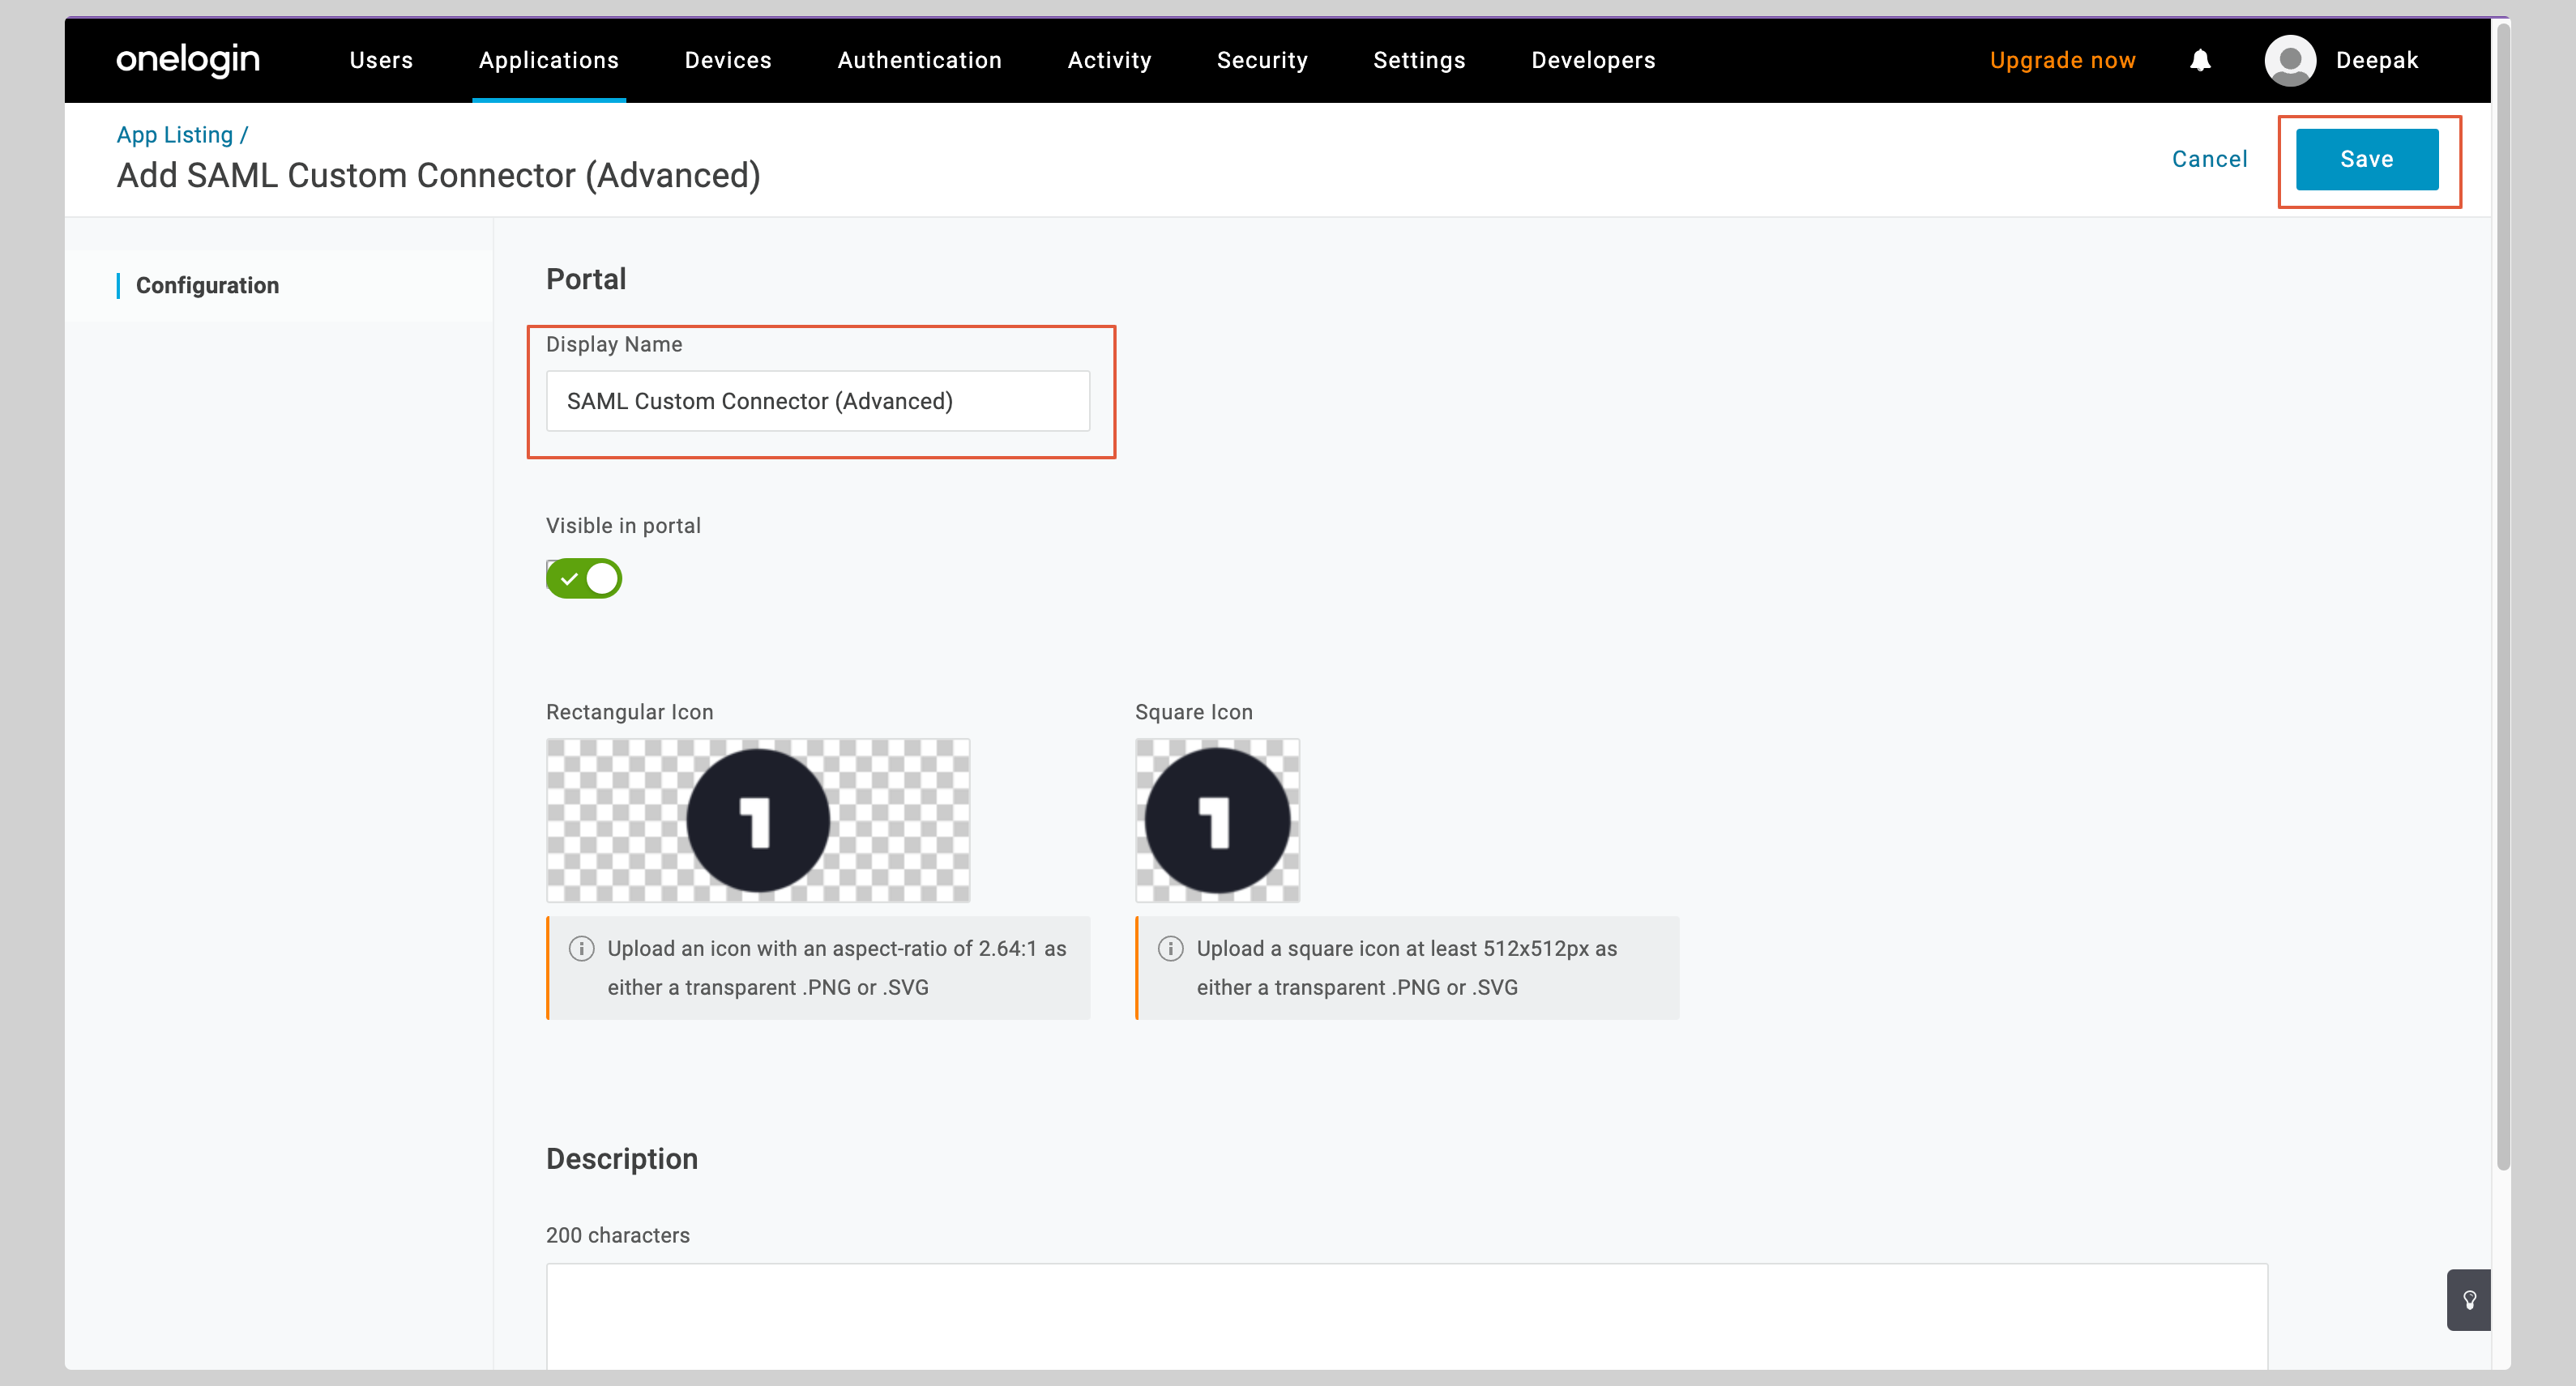 onelogin Users Applications Devices Authentication Activity Security Settings Developers Upgrade now Deepak
App Listing /
Add SAML Custom Connector (Advanced)
Cancel Save
Configuration
Portal
Display Name
SAML Custom Connector (Advanced)
Visible in portal
Rectangular Icon
1
Upload an icon with an aspect-ratio of 2.64:1 as
either a transparent .PNG or .SVG
Square Icon
1
Upload a square icon at least 512x512px as
either a transparent .PNG or .SVG
Description
200 characters